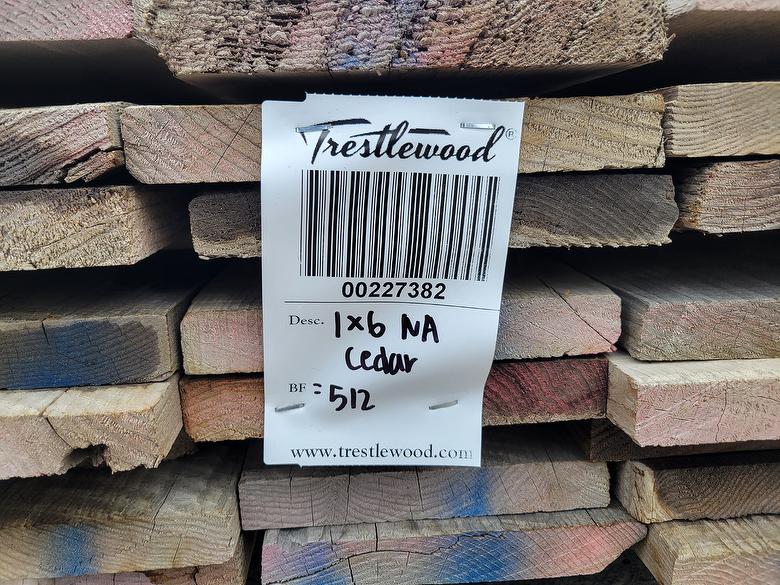 Trestlewood®
00227382
Desc. 1x6 NA
Cedar
BF = 512
www.trestlewood.com